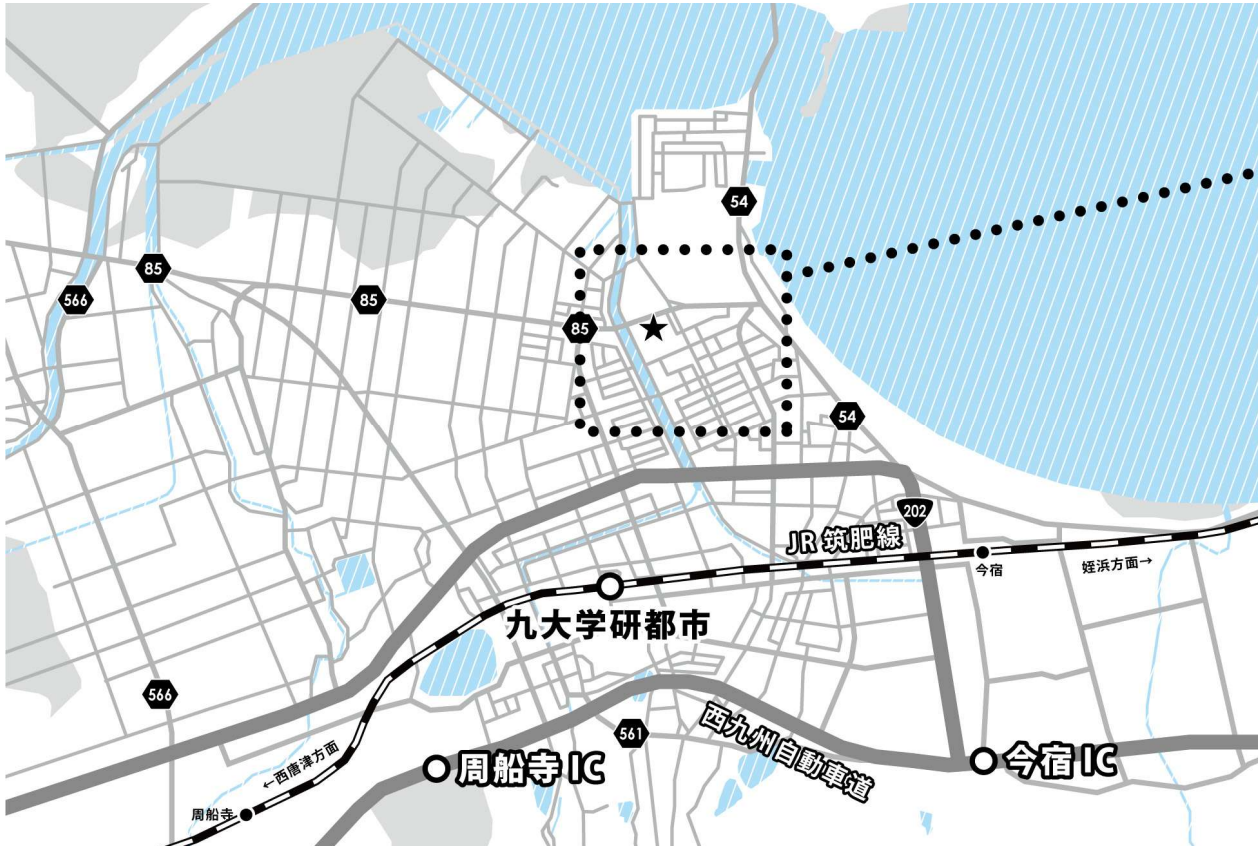 54
85
566
85
85
54
202
JR 筑肥線
今宿
姪浜方面→
九大学研都市
566
561
西九州自動車道
←西唐津方面
周船寺 IC
今宿 IC
周船寺